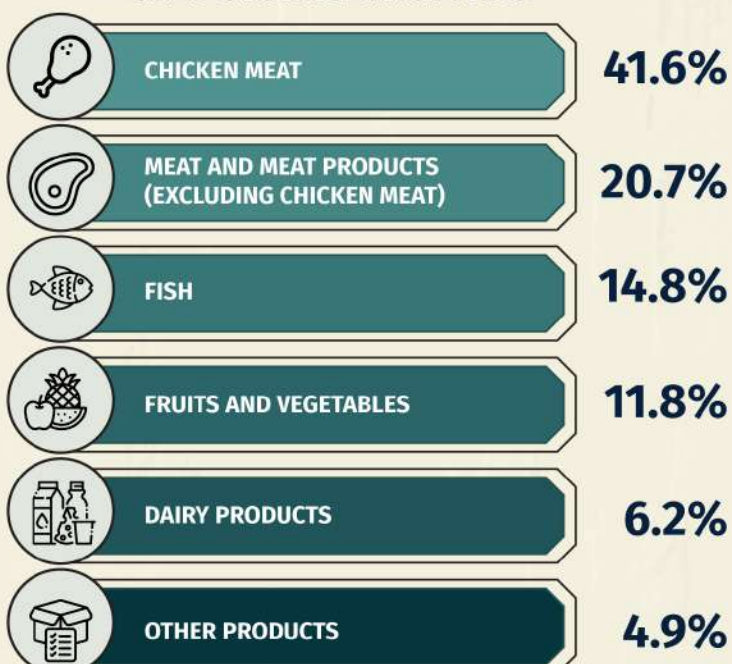 CHICKEN MEAT
41.6%
MEAT AND MEAT PRODUCTS
(EXCLUDING CHICKEN MEAT)
20.7%
FISH
14.8%
FRUITS AND VEGETABLES
11.8%
DAIRY PRODUCTS
6.2%
OTHER PRODUCTS
4.9%